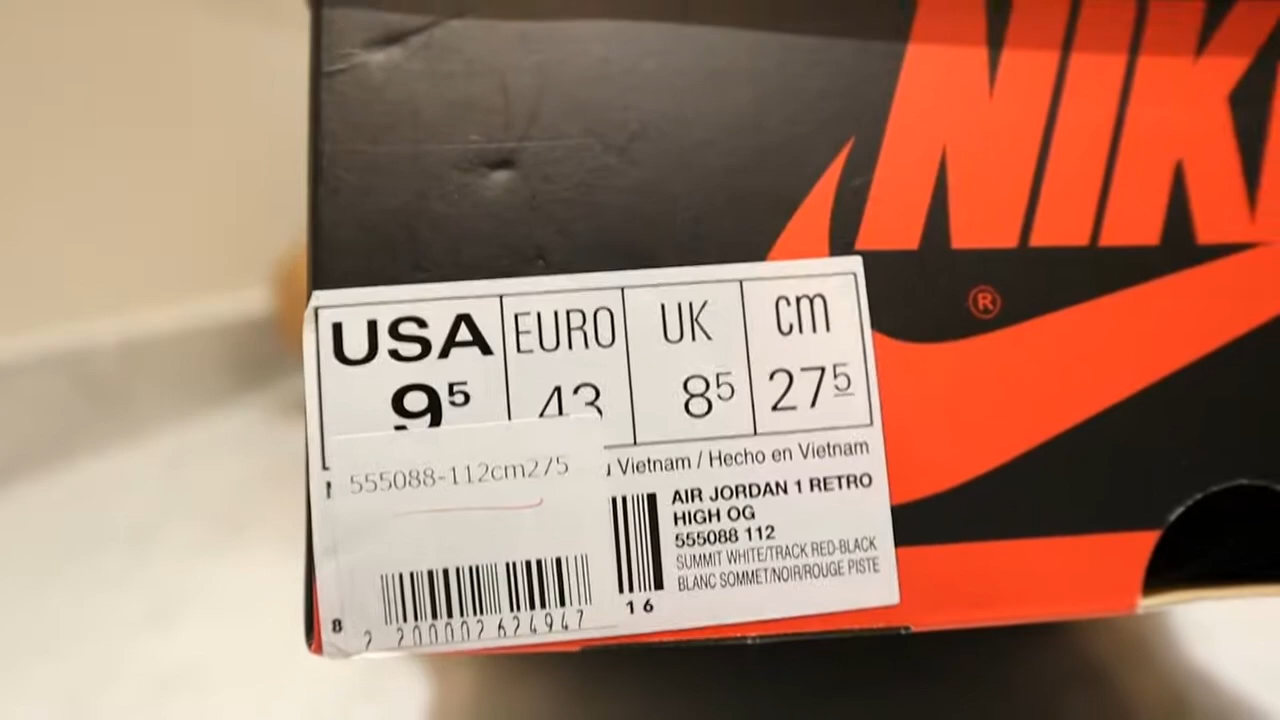 NIK
®
USA EURO UK cm
9⁵ 43 8⁵ 27⁵
Vietnam / Hecho en Vietnam
555088-112cm275
AIR JORDAN 1 RETRO
HIGH OG
555088 112
SUMMIT WHITE/TRACK RED-BLACK
BLANC SOMMET/NOIR/ROUGE PISTE
16
8
2 200002 624947